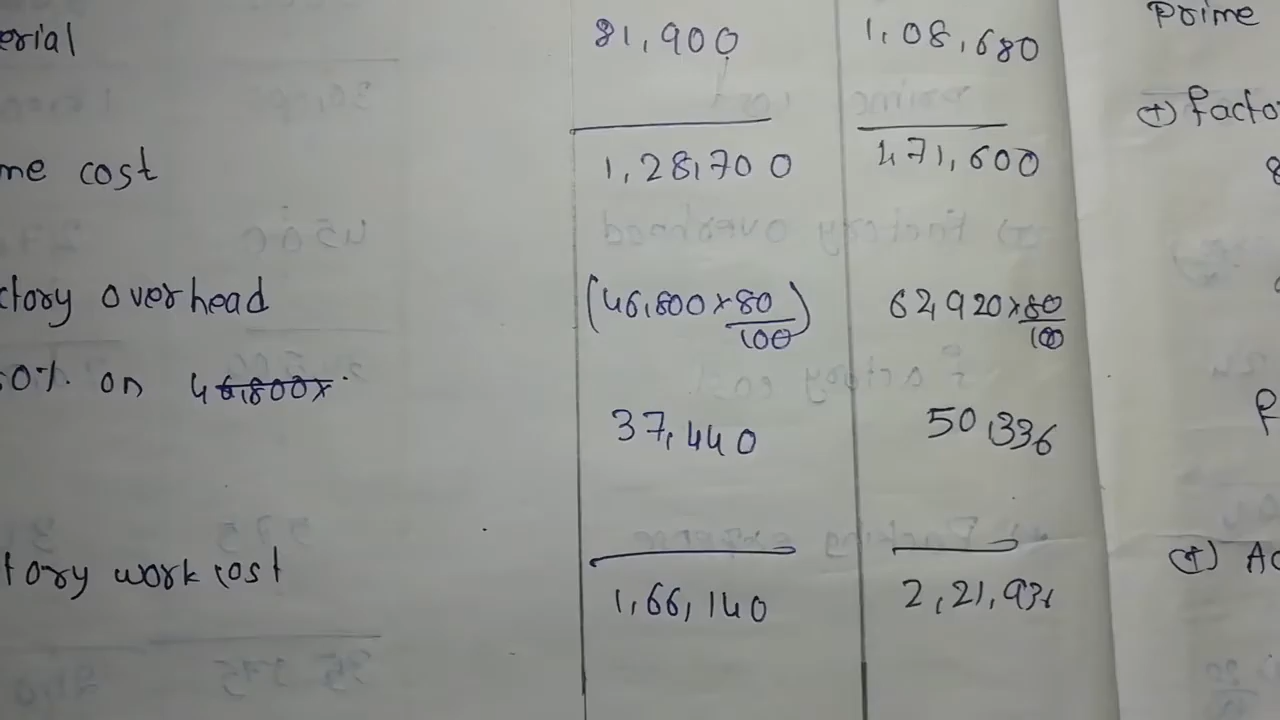 erial 81,900 1,08,680 Prime
(+) facto
me cost 1,28,700 1,71,600
ctory overhead (46,800 x 80/100) 62,920 x 80/100
0% on 46,800x
37,440 50,336
tory work cost
(+) Ac
1,66,140 2,21,936